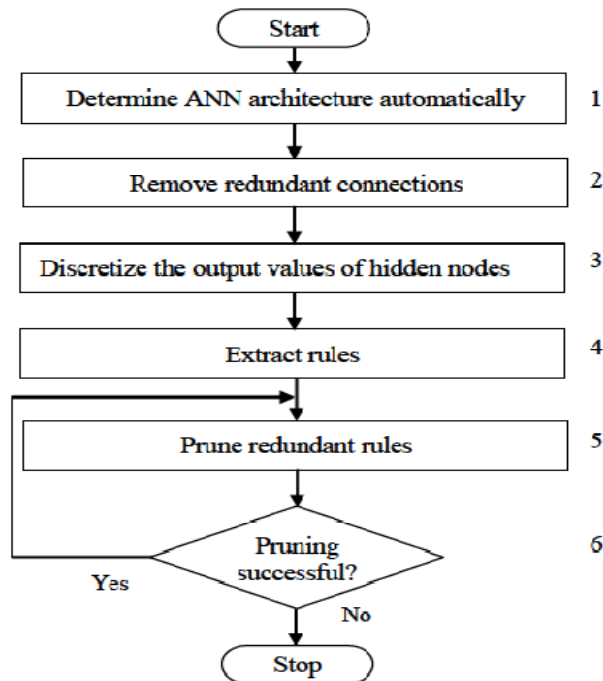 Start
Determine ANN architecture automatically
1
Remove redundant connections
2
Discretize the output values of hidden nodes
3
Extract rules
4
Prune redundant rules
5
Pruning
successful?
6
Yes
No
Stop